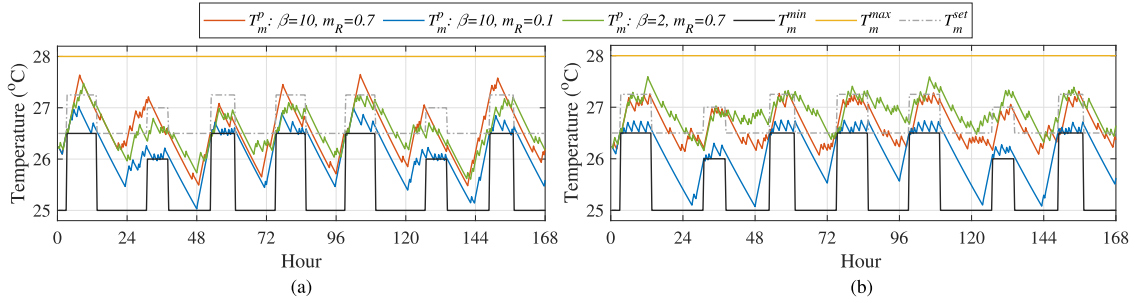 T_m^p: β=10, m_R=0.7 T_m^p: β=10, m_R=0.1 T_m^p: β=2, m_R=0.7 T_m^min T_m^max T_m^set
28
27
26
25
Temperature (°C)
0 24 48 72 96 120 144 168
Hour
(a)
28
27
26
25
Temperature (°C)
0 24 48 72 96 120 144 168
Hour
(b)